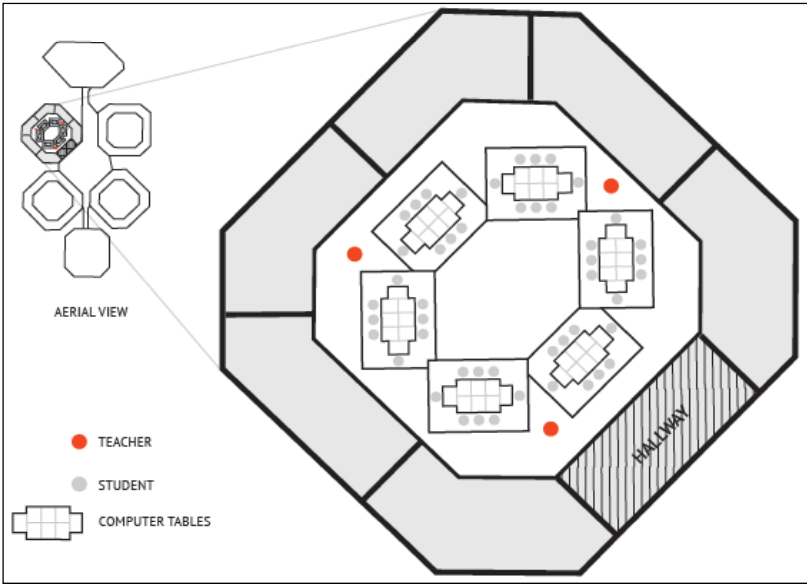 AERIAL VIEW
TEACHER
STUDENT
COMPUTER TABLES
HALLWAY